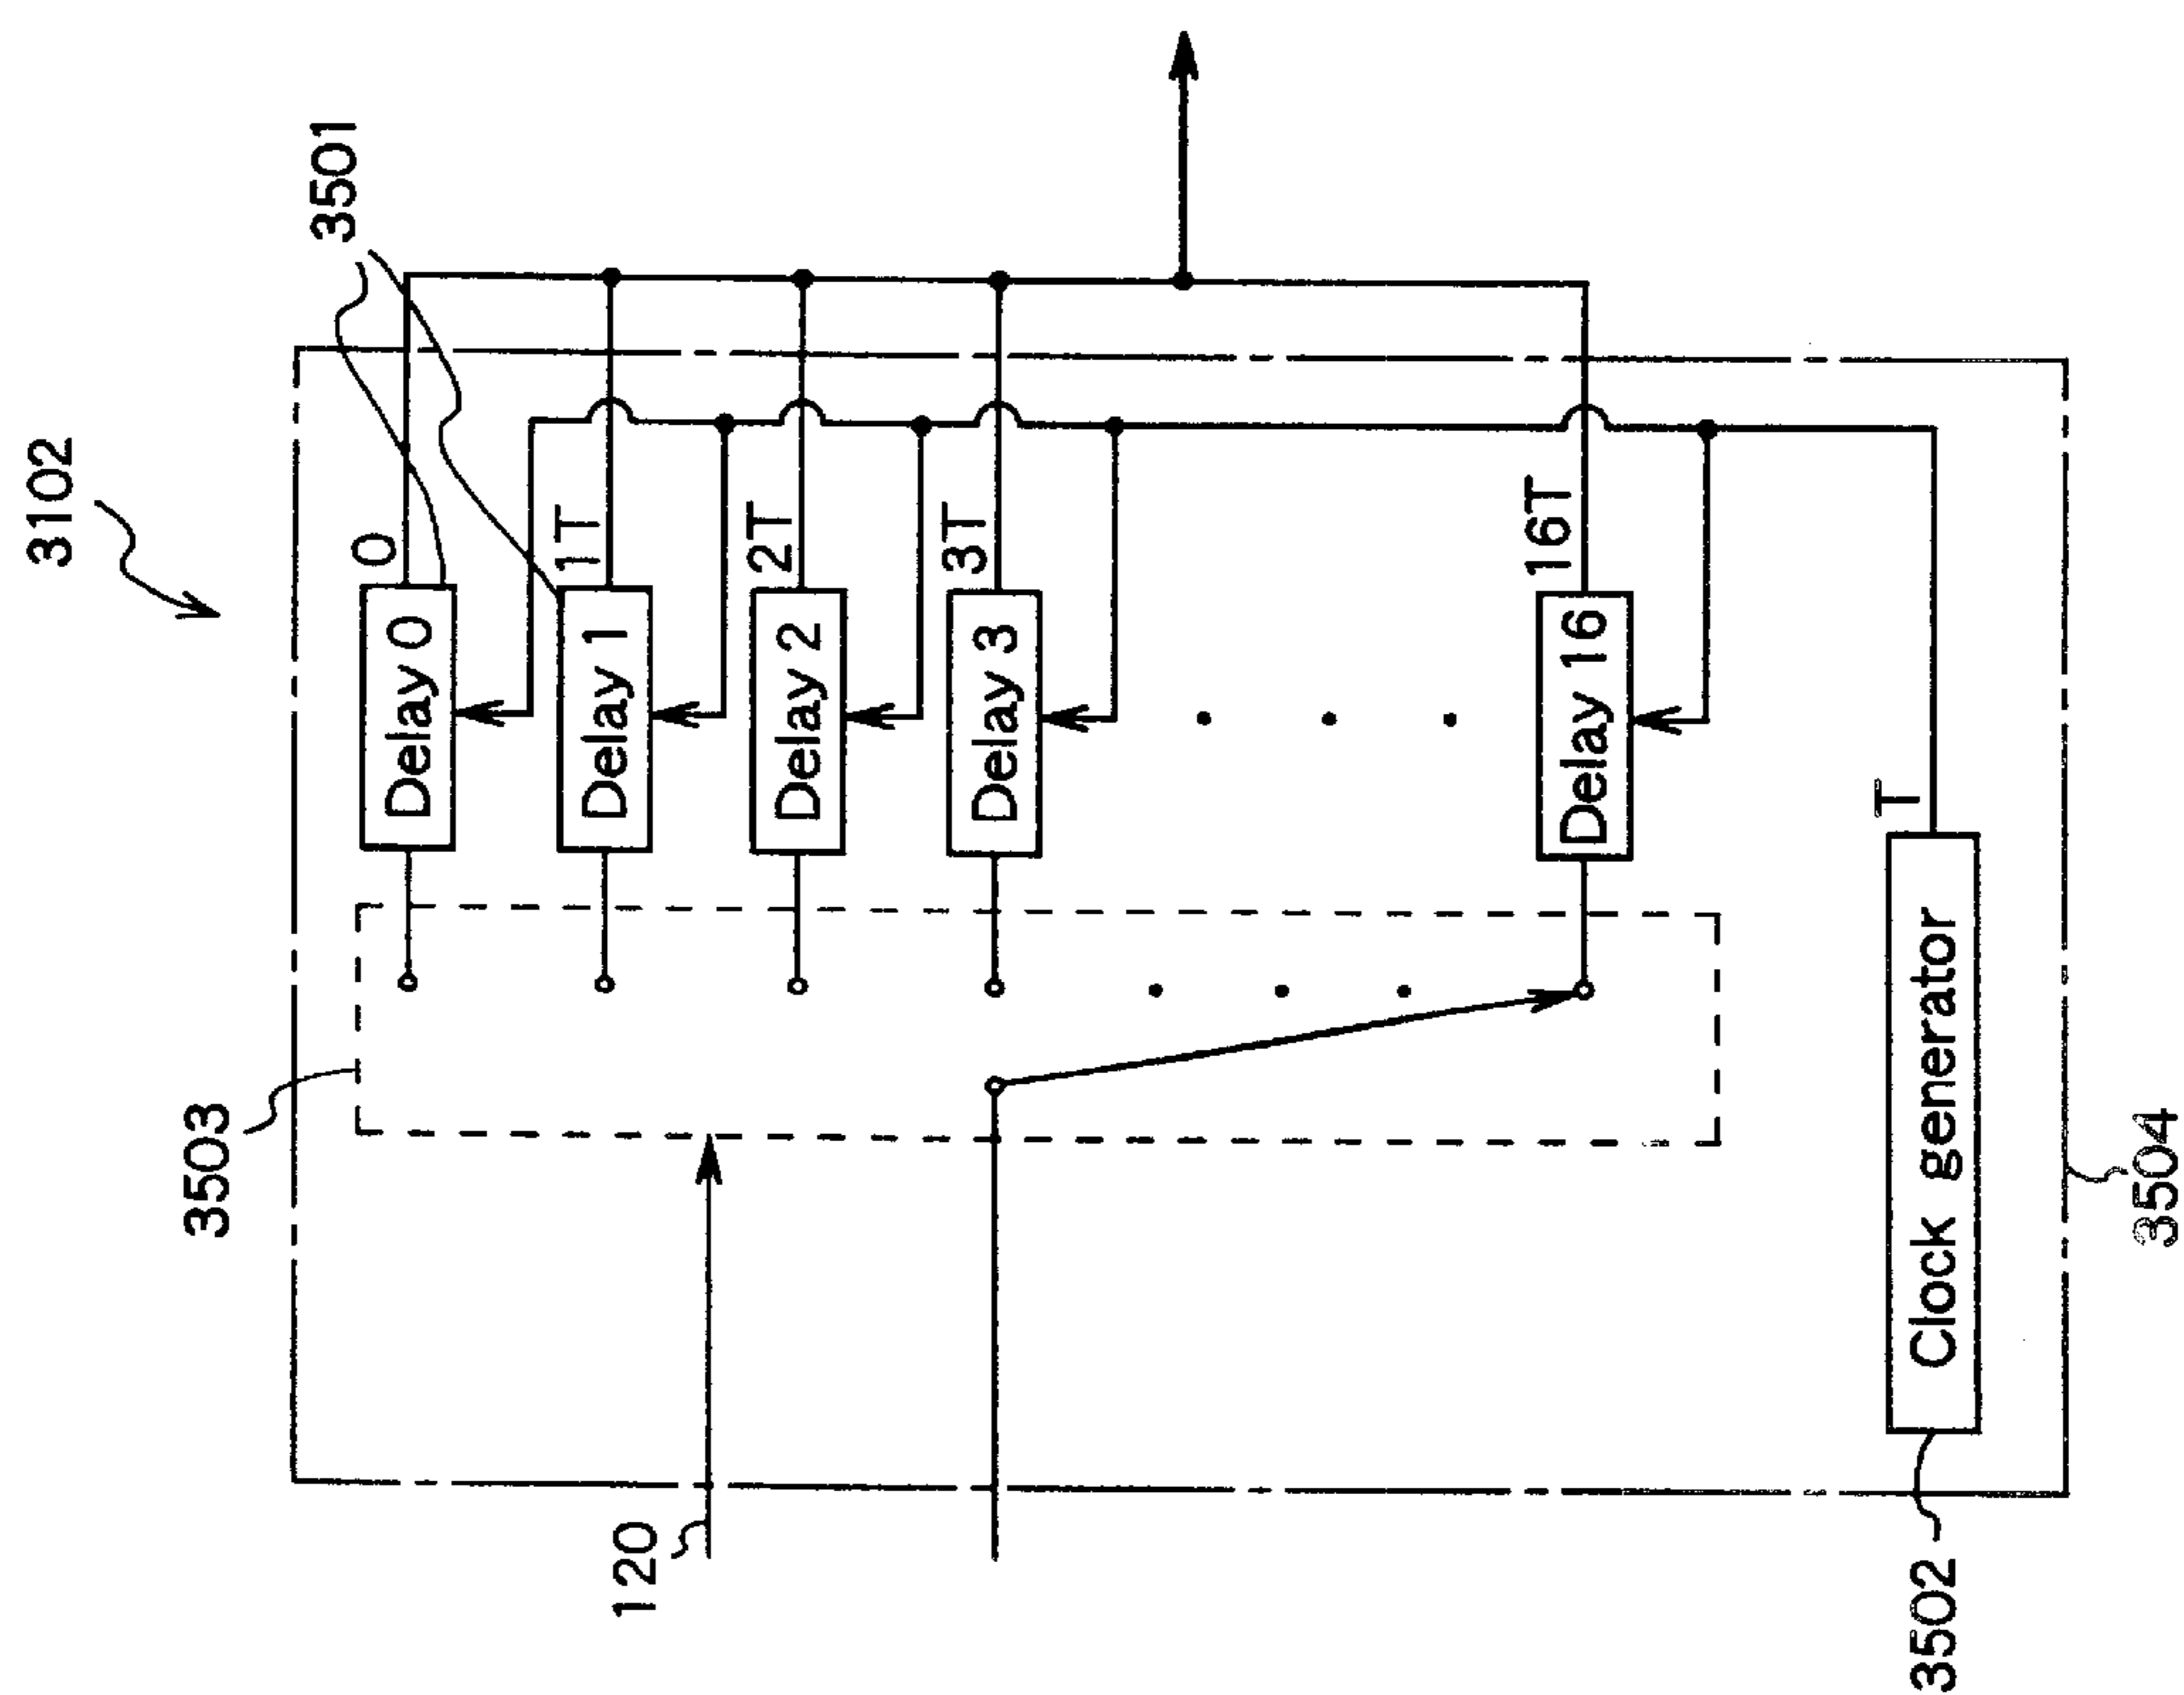 3102
3501
3503
Delay 0
0
Delay 1
1T
120
Delay 2
2T
Delay 3
3T
Delay 16
16T
3502
Clock generator
T
3504